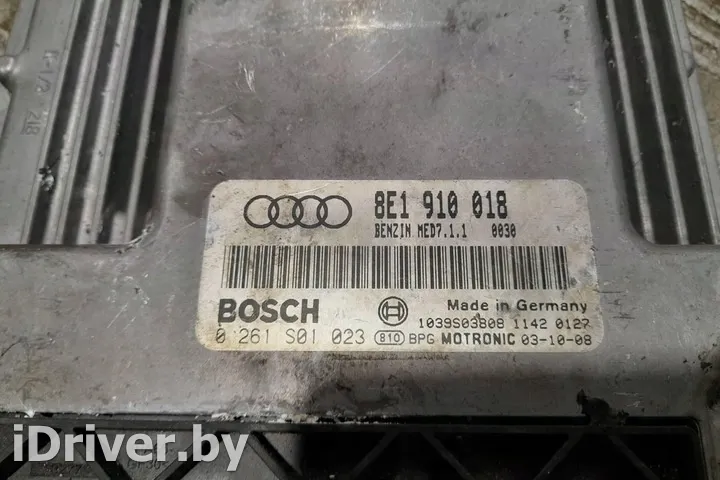 8E1 910 018
BENZIN MED7.1.1 0030
BOSCH
Made in Germany
1039S03808 1142 0127
0 261 S01 023 810 BPG MOTRONIC 03-10-08
iDriver.by